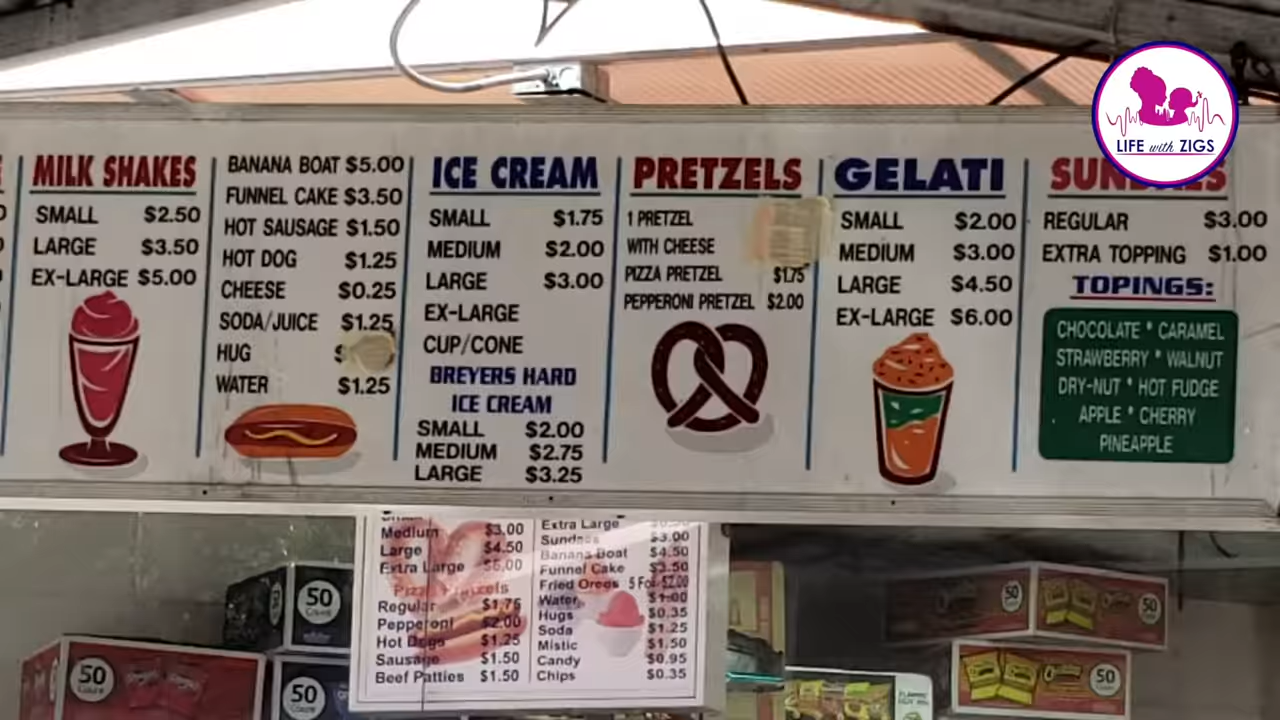 LIFE with ZIGS
MILK SHAKES
SMALL $2.50
LARGE $3.50
EX-LARGE $5.00
BANANA BOAT $5.00
FUNNEL CAKE $3.50
HOT SAUSAGE $1.50
HOT DOG $1.25
CHEESE $0.25
SODA/JUICE $1.25
HUG $
WATER $1.25
ICE CREAM
SMALL $1.75
MEDIUM $2.00
LARGE $3.00
EX-LARGE
CUP/CONE
BREYERS HARD
ICE CREAM
SMALL $2.00
MEDIUM $2.75
LARGE $3.25
PRETZELS
1 PRETZEL
WITH CHEESE
PIZZA PRETZEL $1.75
PEPPERONI PRETZEL $2.00
GELATI
SMALL $2.00
MEDIUM $3.00
LARGE $4.50
EX-LARGE $6.00
SUNDAES
REGULAR $3.00
EXTRA TOPPING $1.00
TOPINGS:
CHOCOLATE * CARAMEL
STRAWBERRY * WALNUT
DRY-NUT * HOT FUDGE
APPLE * CHERRY
PINEAPPLE
Medium $3.00
Large $4.50
Extra Large $6.00
Pizza Pretzels
Regular $1.75
Pepperoni $2.00
Hot Dogs $1.25
Sausage $1.50
Beef Patties $1.50
Extra Large
Sundaes $3.00
Banana Boat $4.50
Funnel Cake $3.50
Fried Oreos 5 For $2.00
Water $1.00
Hugs $0.35
Soda $1.25
Mistic $1.50
Candy $0.95
Chips $0.35
50
Count
50
Count
50
Count
50
50
50